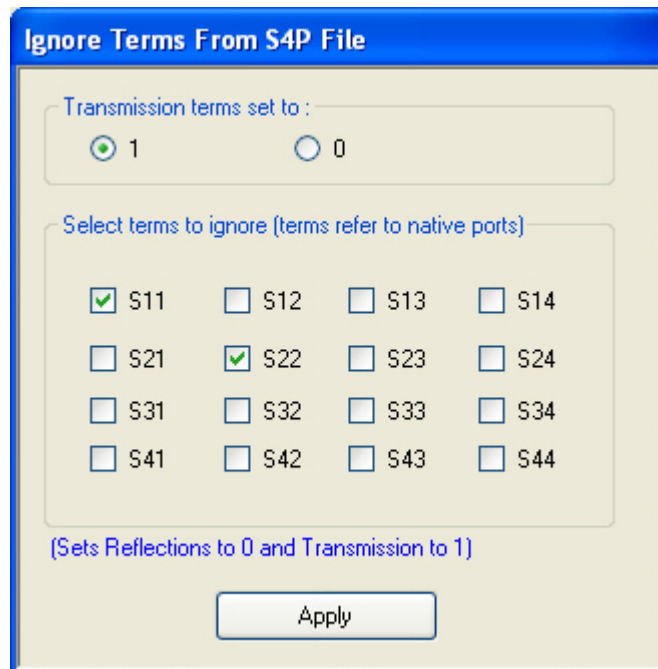 Ignore Terms From S4P File
Transmission terms set to :
1 0
Select terms to ignore (terms refer to native ports)
S11 S12 S13 S14
S21 S22 S23 S24
S31 S32 S33 S34
S41 S42 S43 S44
(Sets Reflections to 0 and Transmission to 1)
Apply